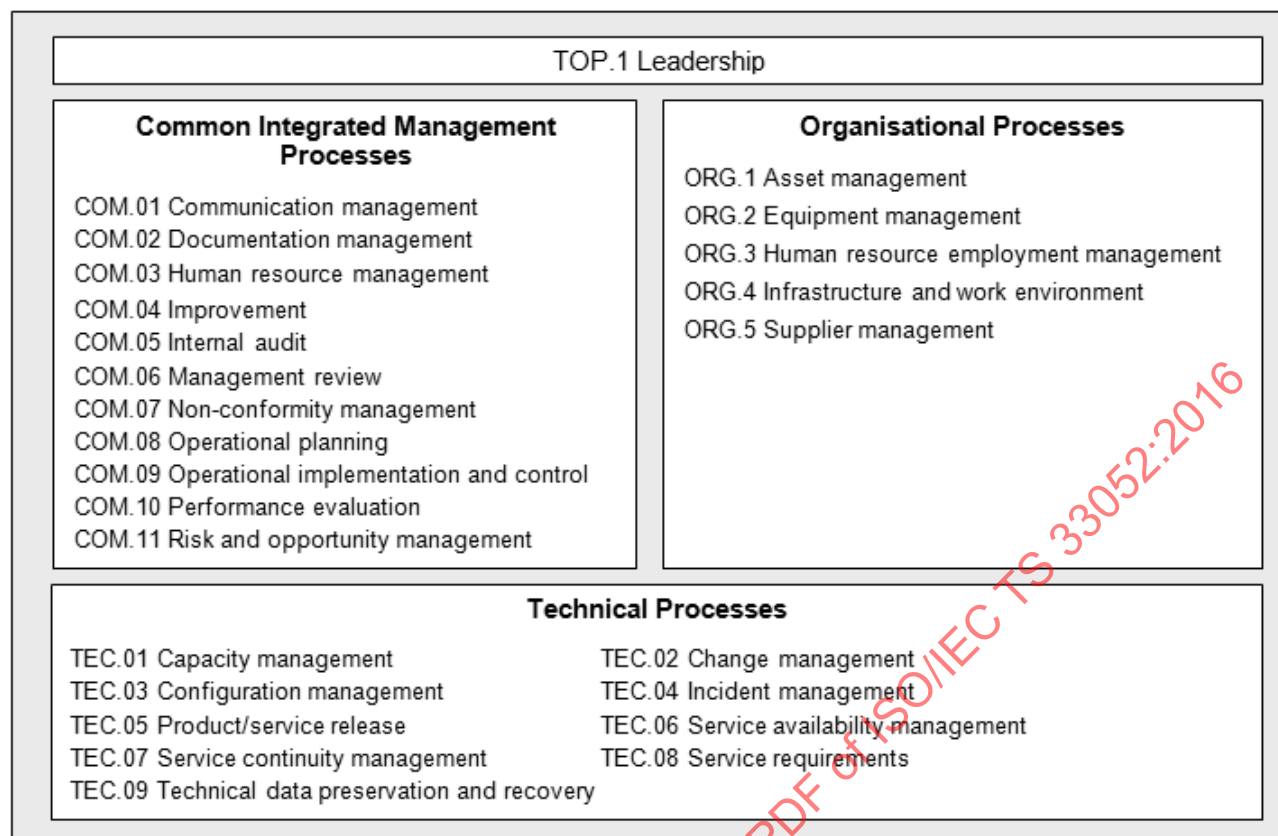 TOP.1 Leadership
Common Integrated Management
Processes
COM.01 Communication management
COM.02 Documentation management
COM.03 Human resource management
COM.04 Improvement
COM.05 Internal audit
COM.06 Management review
COM.07 Non-conformity management
COM.08 Operational planning
COM.09 Operational implementation and control
COM.10 Performance evaluation
COM.11 Risk and opportunity management
Organisational Processes
ORG.1 Asset management
ORG.2 Equipment management
ORG.3 Human resource employment management
ORG.4 Infrastructure and work environment
ORG.5 Supplier management
Technical Processes
TEC.01 Capacity management
TEC.02 Change management
TEC.03 Configuration management
TEC.04 Incident management
TEC.05 Product/service release
TEC.06 Service availability management
TEC.07 Service continuity management
TEC.08 Service requirements
TEC.09 Technical data preservation and recovery
PDF of ISO/IEC TS 33052:2016